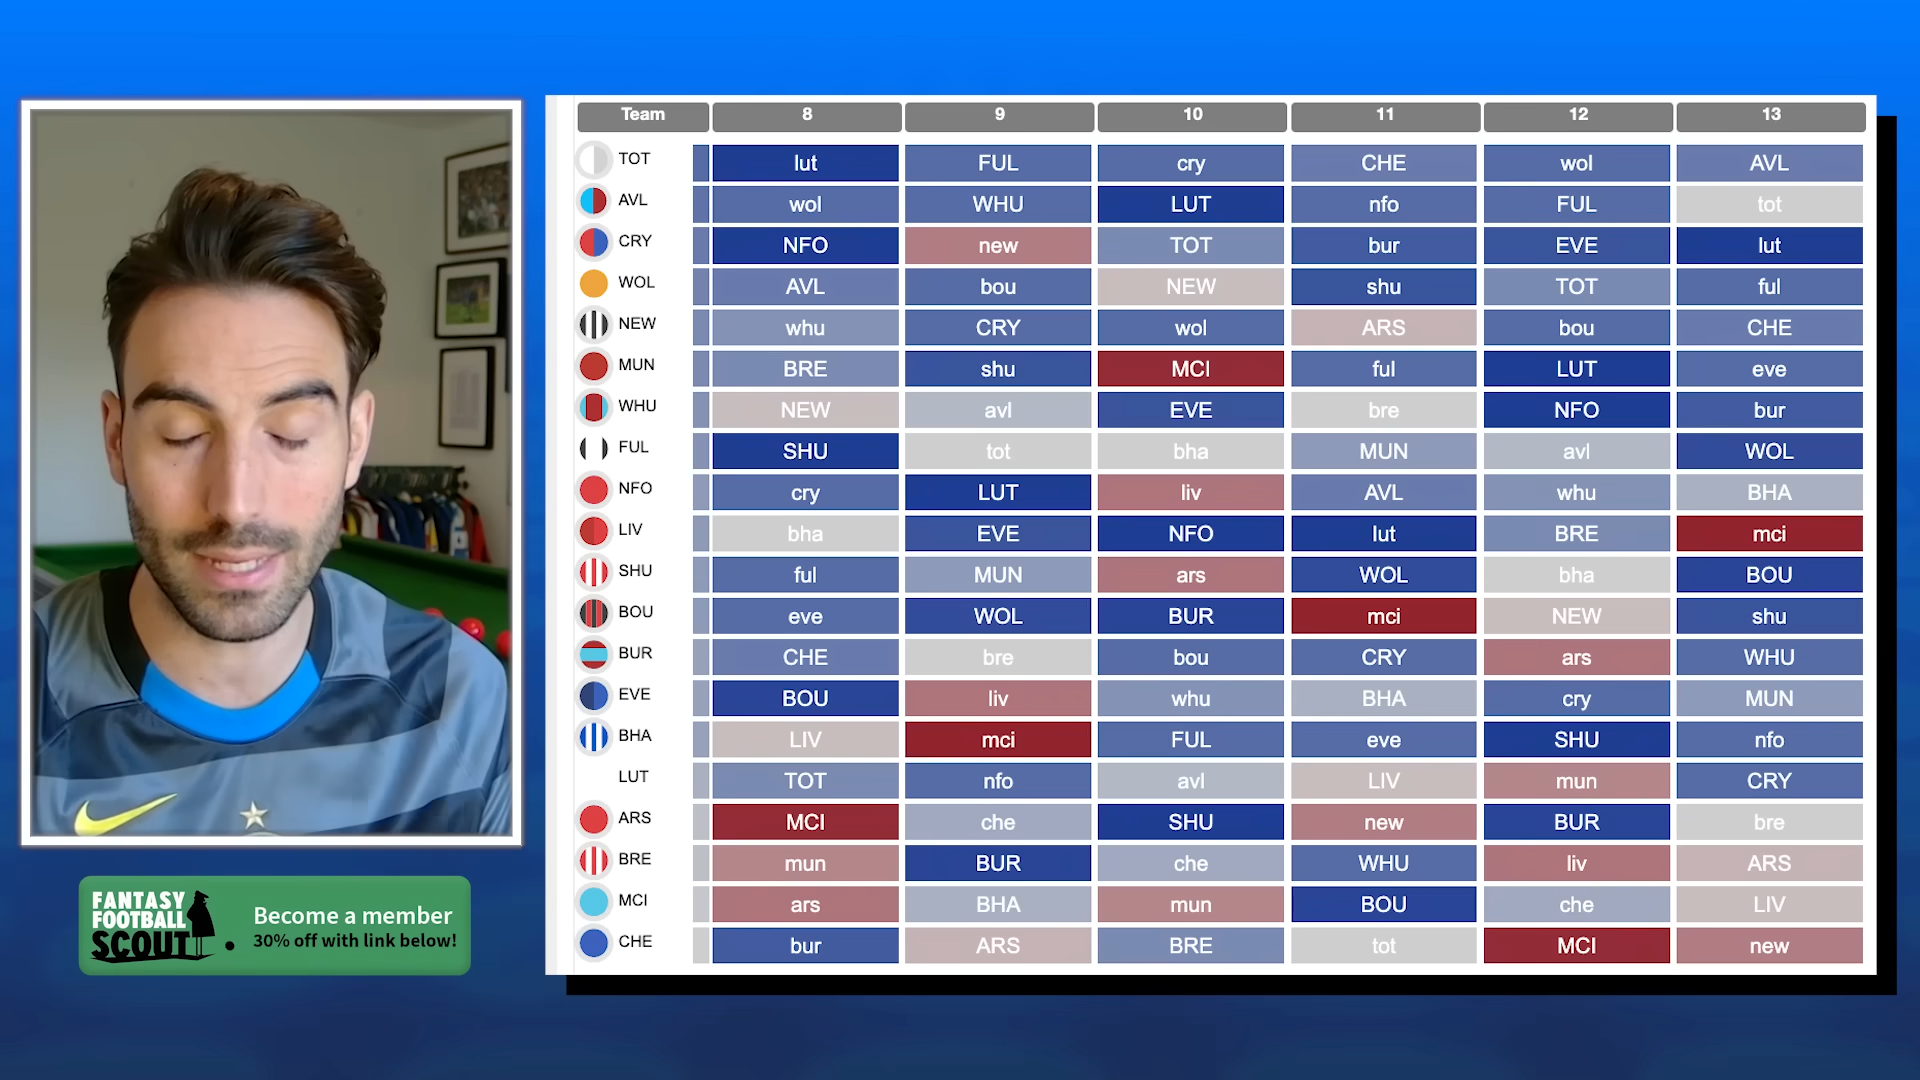 Team 8 9 10 11 12 13
TOT lut FUL cry CHE wol AVL
AVL wol WHU LUT nfo FUL tot
CRY NFO new TOT bur EVE lut
WOL AVL bou NEW shu TOT ful
NEW whu CRY wol ARS bou CHE
MUN BRE shu MCI ful LUT eve
WHU NEW avl EVE bre NFO bur
FUL SHU tot bha MUN avl WOL
NFO cry LUT liv AVL whu BHA
LIV bha EVE NFO lut BRE mci
SHU ful MUN ars WOL bha BOU
BOU eve WOL BUR mci NEW shu
BUR CHE bre bou CRY ars WHU
EVE BOU liv whu BHA cry MUN
BHA LIV mci FUL eve SHU nfo
LUT TOT nfo avl LIV mun CRY
ARS MCI che SHU new BUR bre
BRE mun BUR che WHU liv ARS
MCI ars BHA mun BOU che LIV
CHE bur ARS BRE tot MCI new
FANTASY
FOOTBALL
SCOUT
Become a member
30% off with link below!